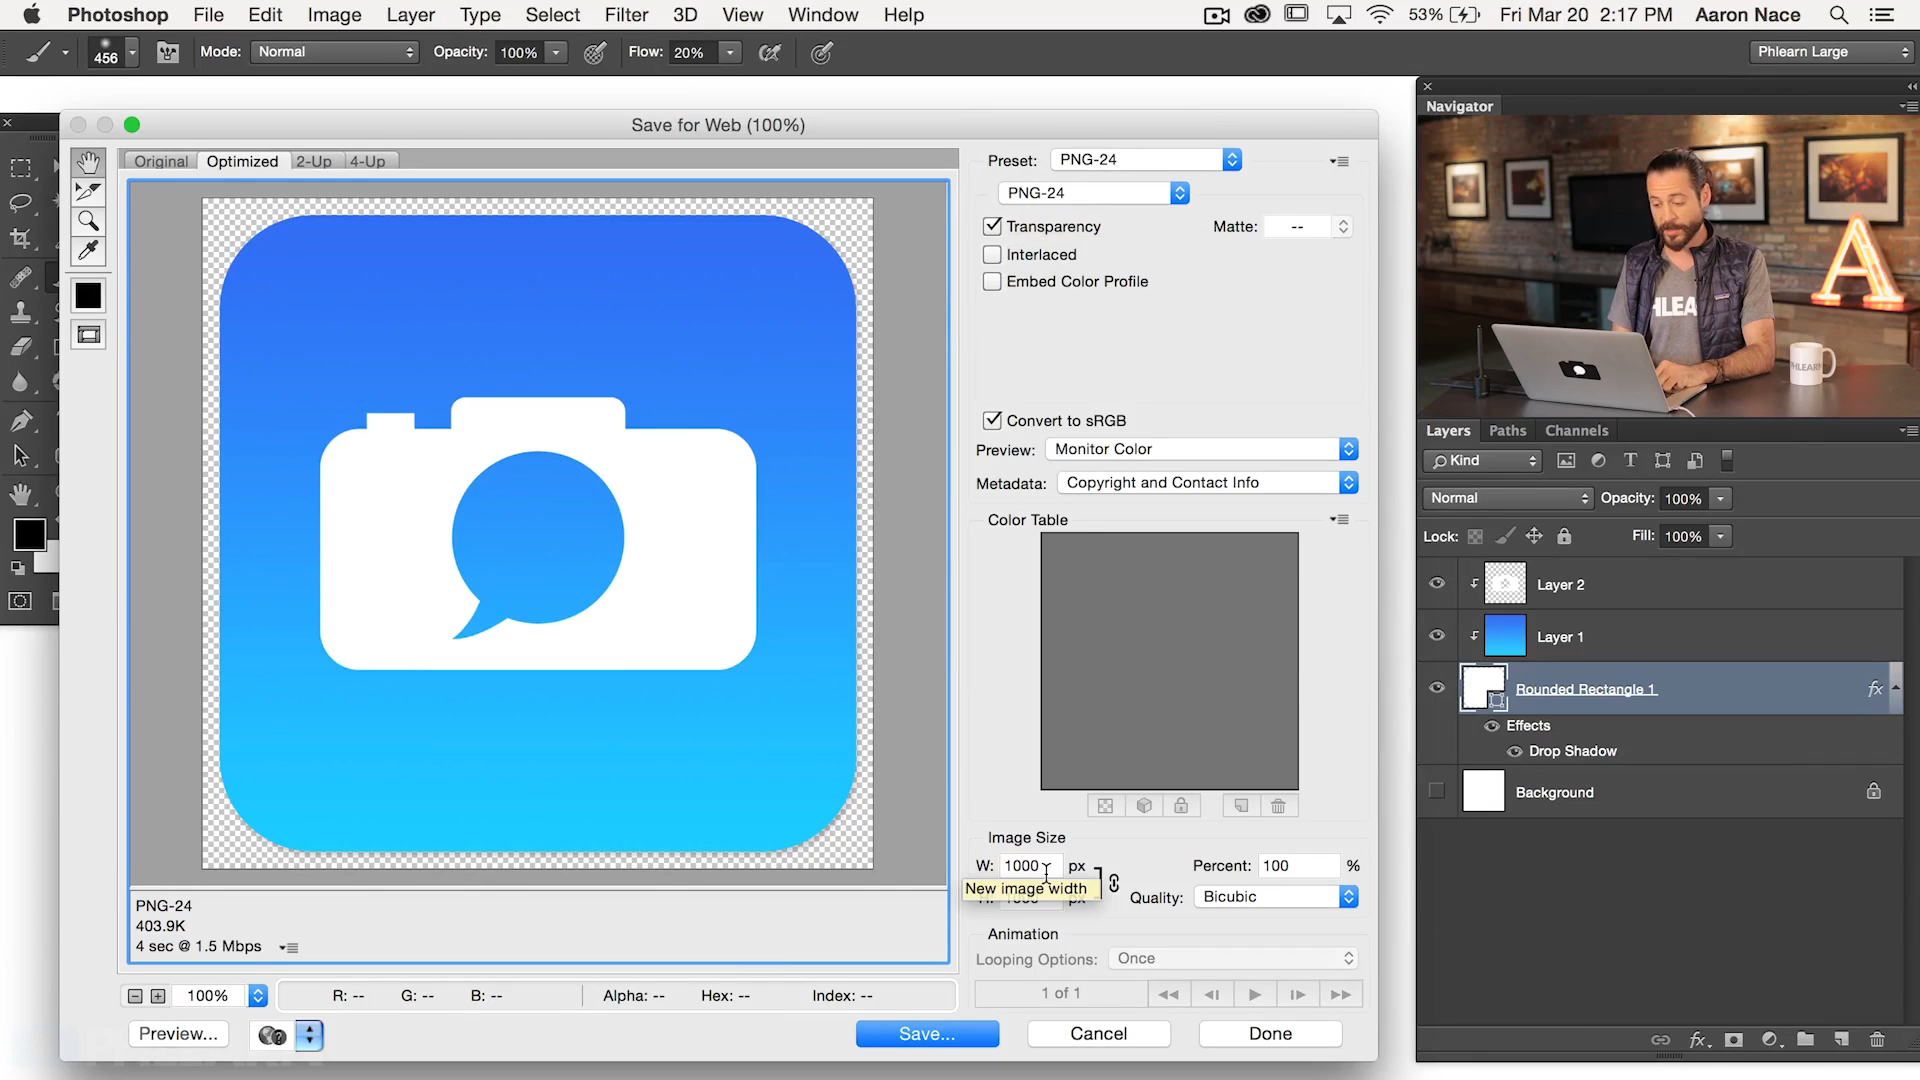 Photoshop File Edit Image Layer Type Select Filter 3D View Window Help 53% Fri Mar 20 2:17 PM Aaron Nace
456 Mode: Normal Opacity: 100% Flow: 20% Phlearn Large
Save for Web (100%)
Original Optimized 2-Up 4-Up
Preset: PNG-24
PNG-24
Transparency Matte: --
Interlaced
Embed Color Profile
Convert to sRGB
Preview: Monitor Color
Metadata: Copyright and Contact Info
Color Table
Image Size
W: 1000 px Percent: 100 %
New image width
Quality: Bicubic
Animation
Looping Options: Once
1 of 1
PNG-24
403.9K
4 sec @ 1.5 Mbps
100% R: -- G: -- B: -- Alpha: -- Hex: -- Index: --
Preview... Save... Cancel Done
Navigator
A
HLEA
HLEARN
Layers Paths Channels
Kind
Normal Opacity: 100%
Lock: Fill: 100%
Layer 2
Layer 1
Rounded Rectangle 1 fx
Effects
Drop Shadow
Background
fx